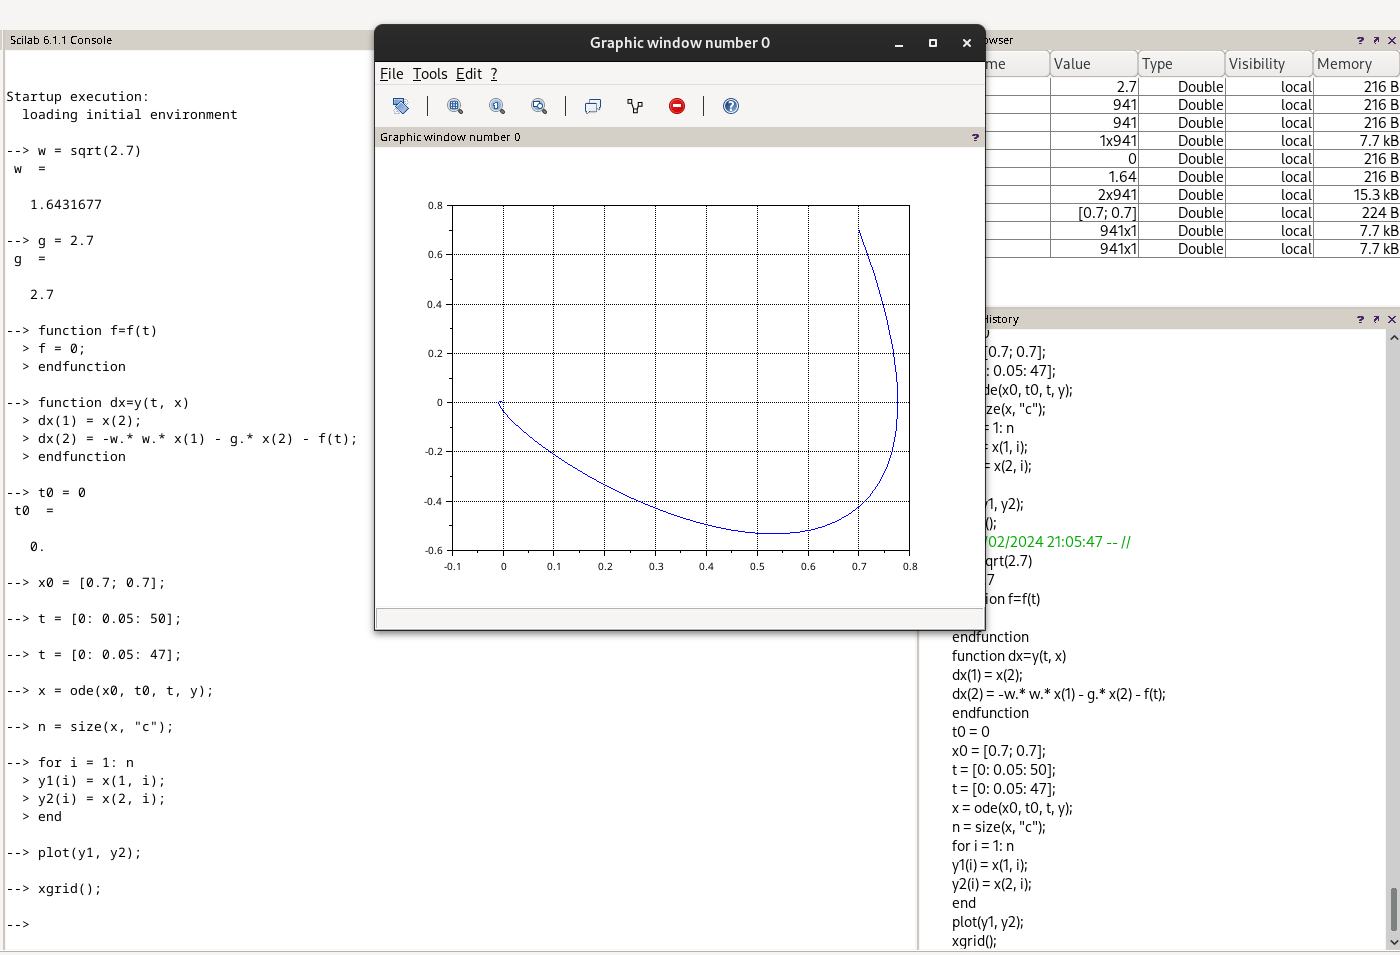 Scilab 6.1.1 Console
Startup execution:
loading initial environment
--> w = sqrt(2.7)
w =
1.6431677
--> g = 2.7
g =
2.7
--> function f=f(t)
> f = 0;
> endfunction
--> function dx=y(t, x)
> dx(1) = x(2);
> dx(2) = -w.* w.* x(1) - g.* x(2) - f(t);
> endfunction
--> t0 = 0
t0 =
0.
--> x0 = [0.7; 0.7];
--> t = [0: 0.05: 50];
--> t = [0: 0.05: 47];
--> x = ode(x0, t0, t, y);
--> n = size(x, "c");
--> for i = 1: n
> y1(i) = x(1, i);
> y2(i) = x(2, i);
> end
--> plot(y1, y2);
--> xgrid();
-->
Graphic window number 0
File Tools Edit ?
Graphic window number 0 ?
0.8
0.6
0.4
0.2
0
-0.2
-0.4
-0.6
-0.1 0 0.1 0.2 0.3 0.4 0.5 0.6 0.7 0.8
Value Type Visibility Memory
2.7 Double local 216 B
941 Double local 216 B
941 Double local 216 B
1x941 Double local 7.7 kB
0 Double local 216 B
1.64 Double local 216 B
2x941 Double local 15.3 kB
[0.7; 0.7] Double local 224 B
941x1 Double local 7.7 kB
941x1 Double local 7.7 kB
[0.7; 0.7];
: 0.05: 47];
de(x0, t0, t, y);
ze(x, "c");
= 1: n
= x(1, i);
= x(2, i);
y1, y2);
();
/02/2024 21:05:47 -- //
qrt(2.7)
7
ion f=f(t)
endfunction
function dx=y(t, x)
dx(1) = x(2);
dx(2) = -w.* w.* x(1) - g.* x(2) - f(t);
endfunction
t0 = 0
x0 = [0.7; 0.7];
t = [0: 0.05: 50];
t = [0: 0.05: 47];
x = ode(x0, t0, t, y);
n = size(x, "c");
for i = 1: n
y1(i) = x(1, i);
y2(i) = x(2, i);
end
plot(y1, y2);
xgrid();